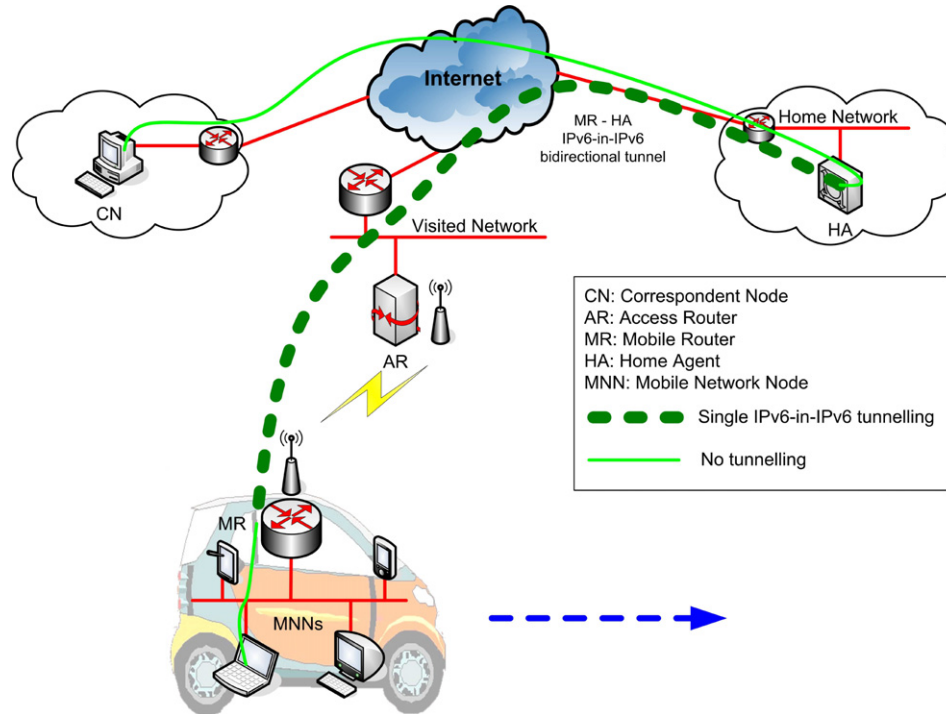 Internet
MR - HA
IPv6-in-IPv6
bidirectional tunnel
Home Network
CN
HA
Visited Network
AR
CN: Correspondent Node
AR: Access Router
MR: Mobile Router
HA: Home Agent
MNN: Mobile Network Node
Single IPv6-in-IPv6 tunnelling
No tunnelling
MR
MNNs